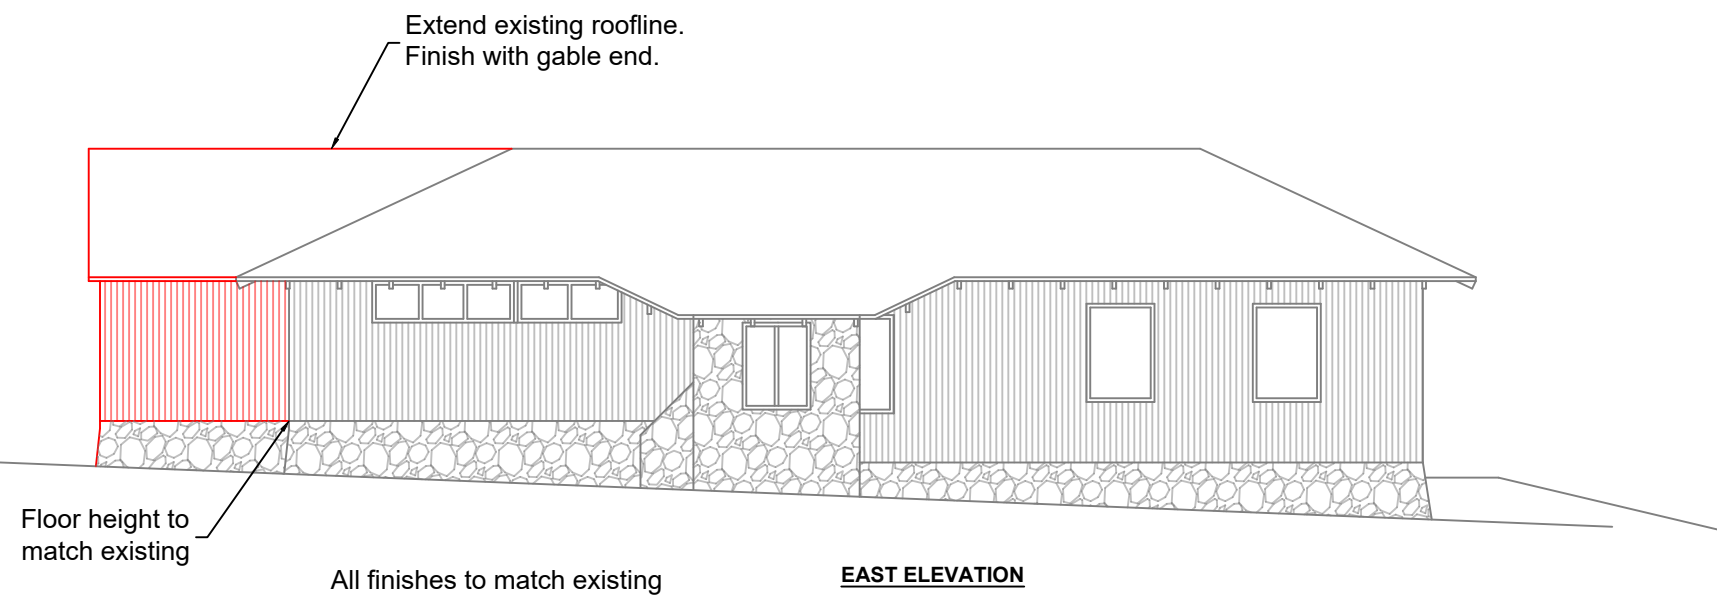 Extend existing roofline.
Finish with gable end.
Floor height to
match existing
All finishes to match existing
EAST ELEVATION